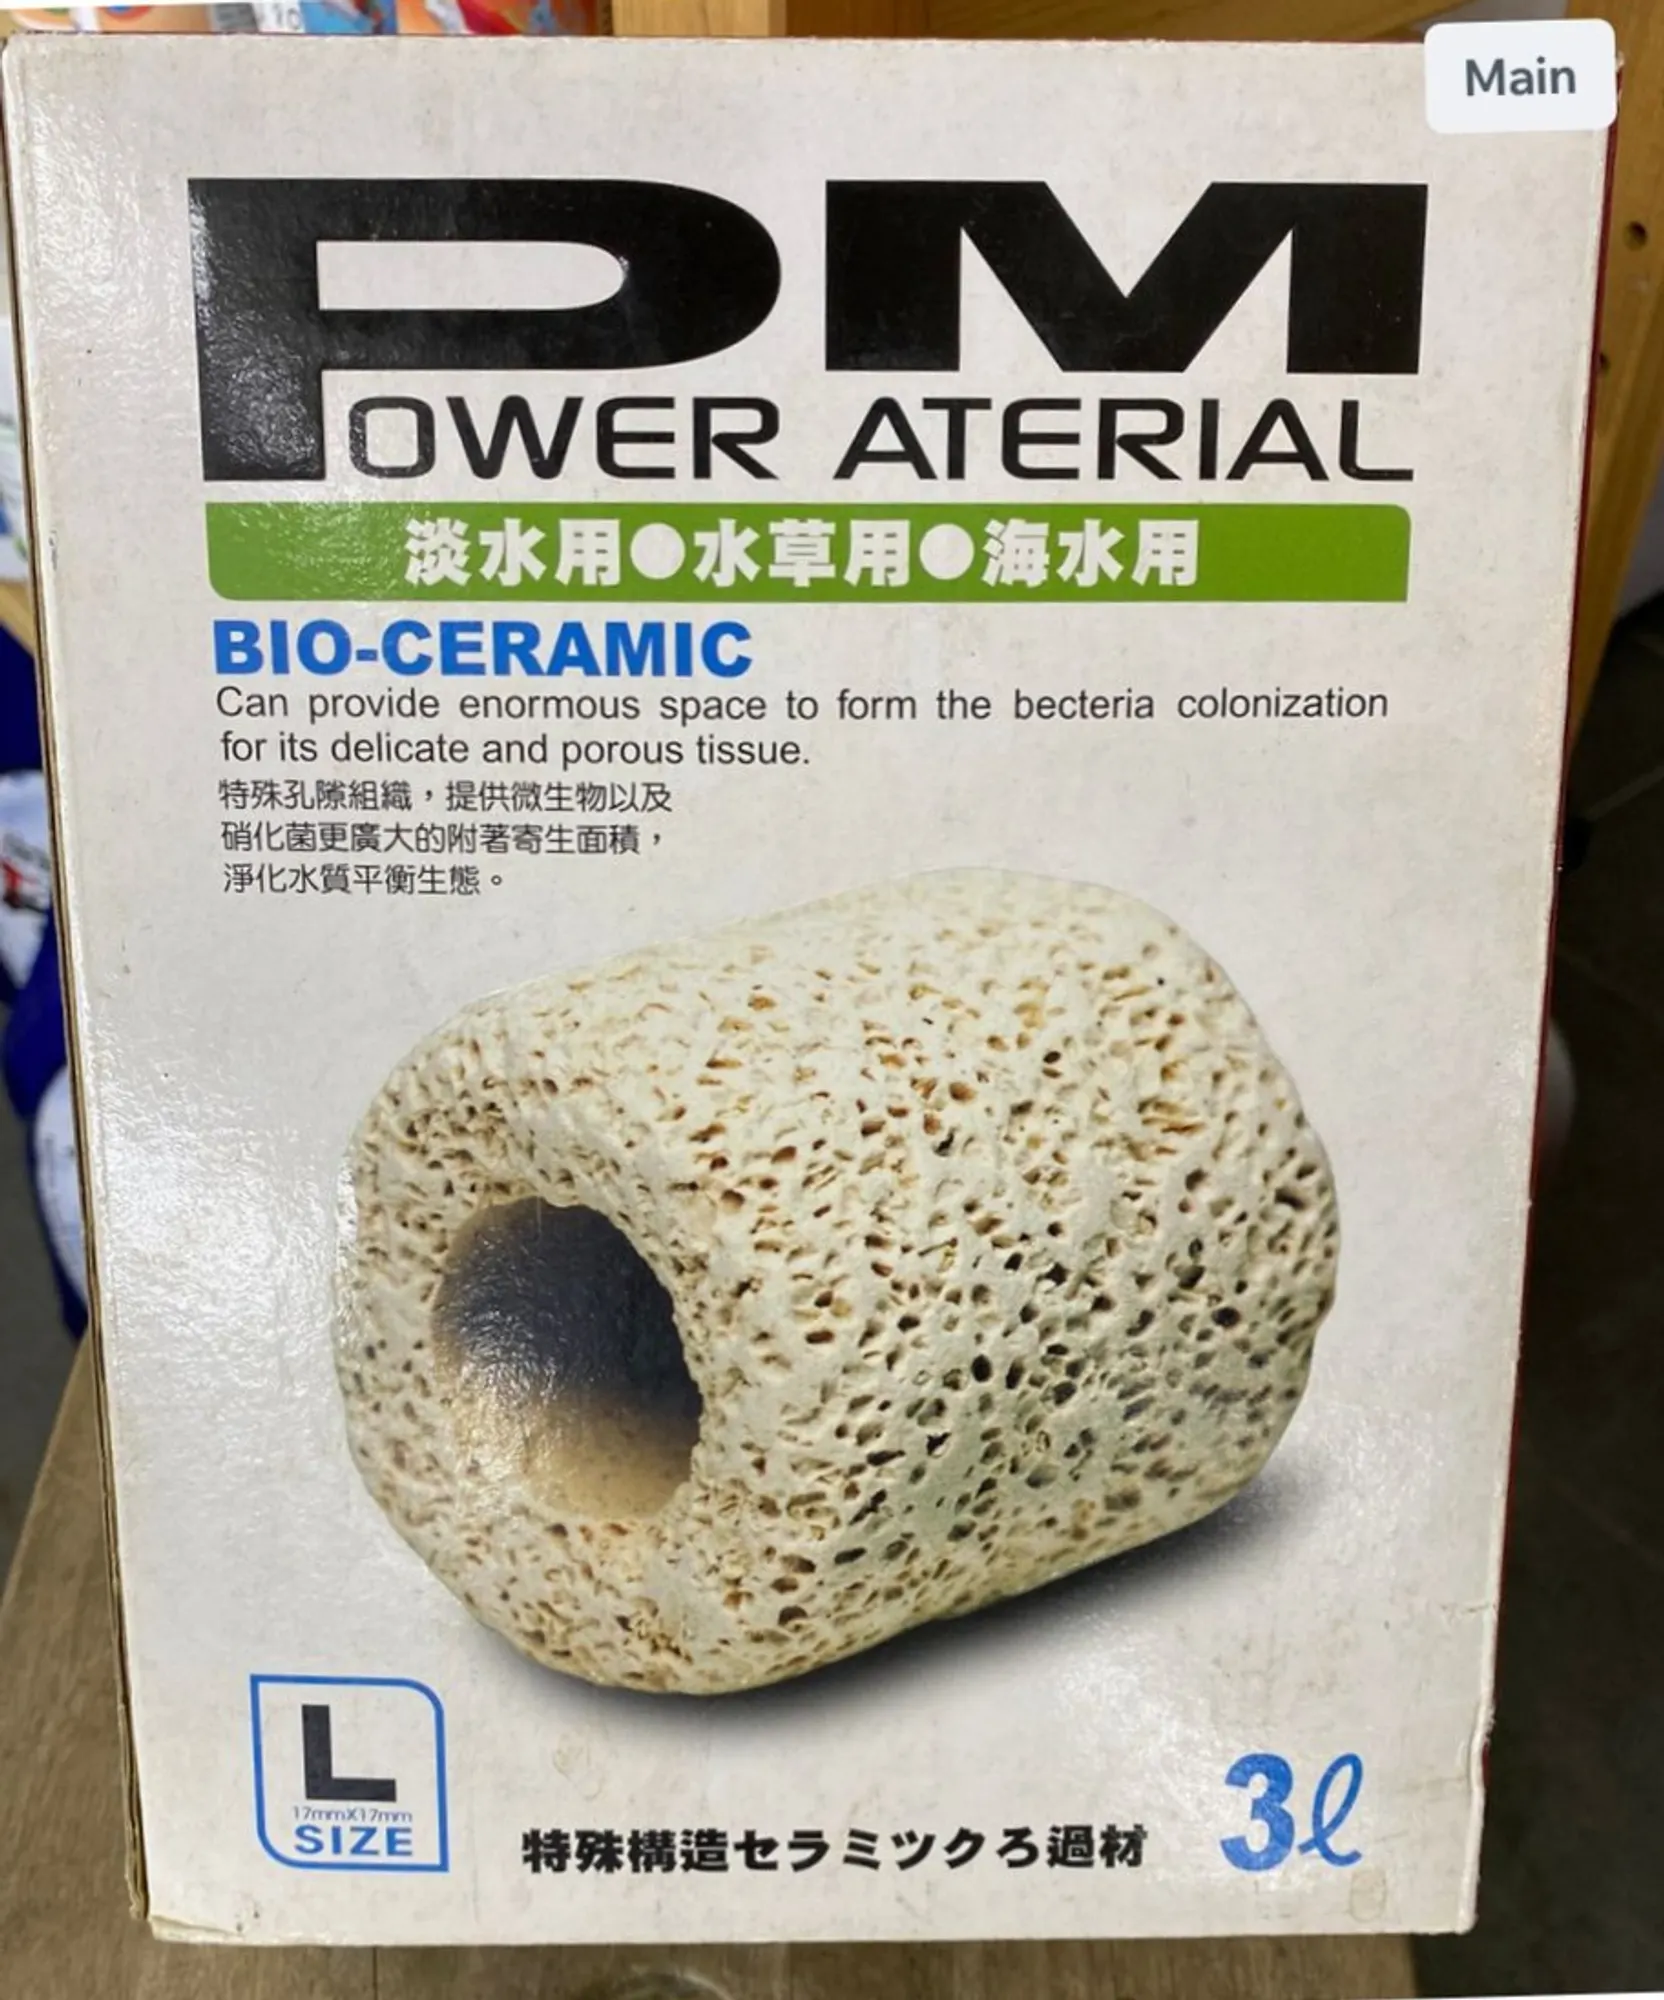 Main
PM
POWER ATERIAL
淡水用●水草用●海水用
BIO-CERAMIC
Can provide enormous space to form the becteria colonization
for its delicate and porous tissue.
特殊孔隙組織，提供微生物以及
硝化菌更廣大的附著寄生面積，
淨化水質平衡生態。
L
17mmX17mm
SIZE
特殊構造セラミックろ過材
3ℓ